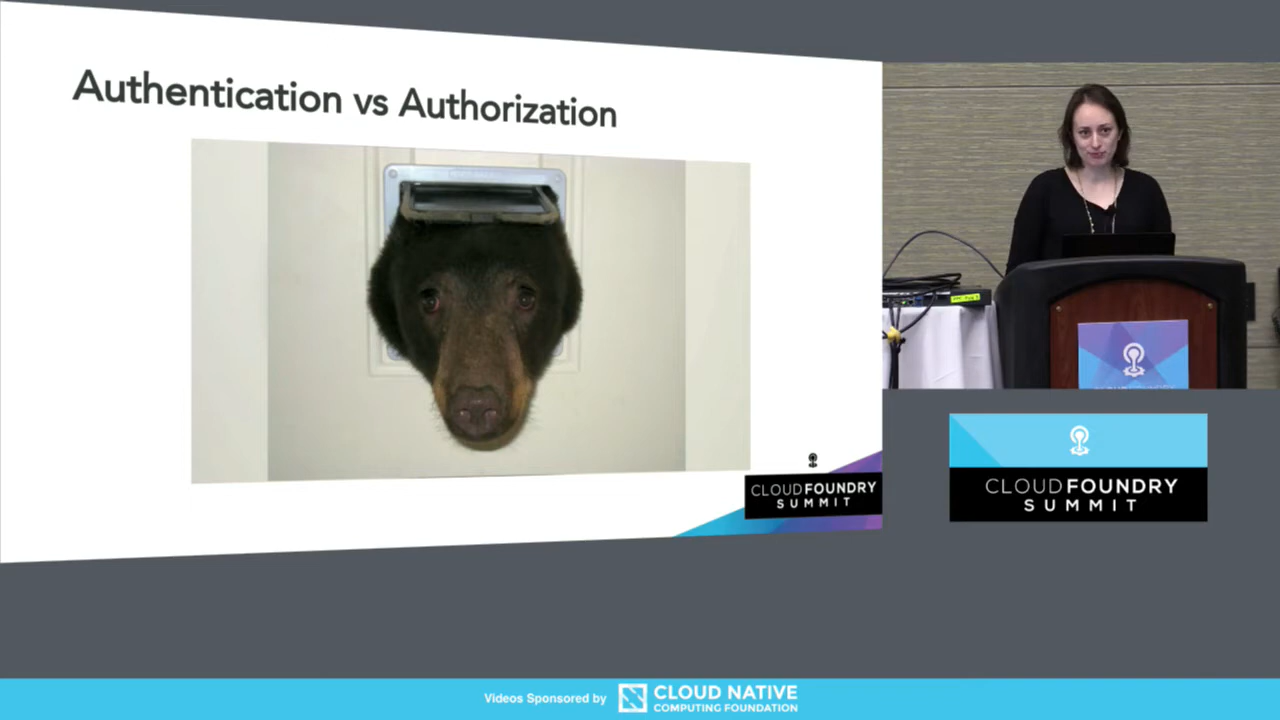 Authentication vs Authorization
CLOUDFOUNDRY
SUMMIT
CLOUDFOUNDRY
SUMMIT
Videos Sponsored by
CLOUD NATIVE
COMPUTING FOUNDATION